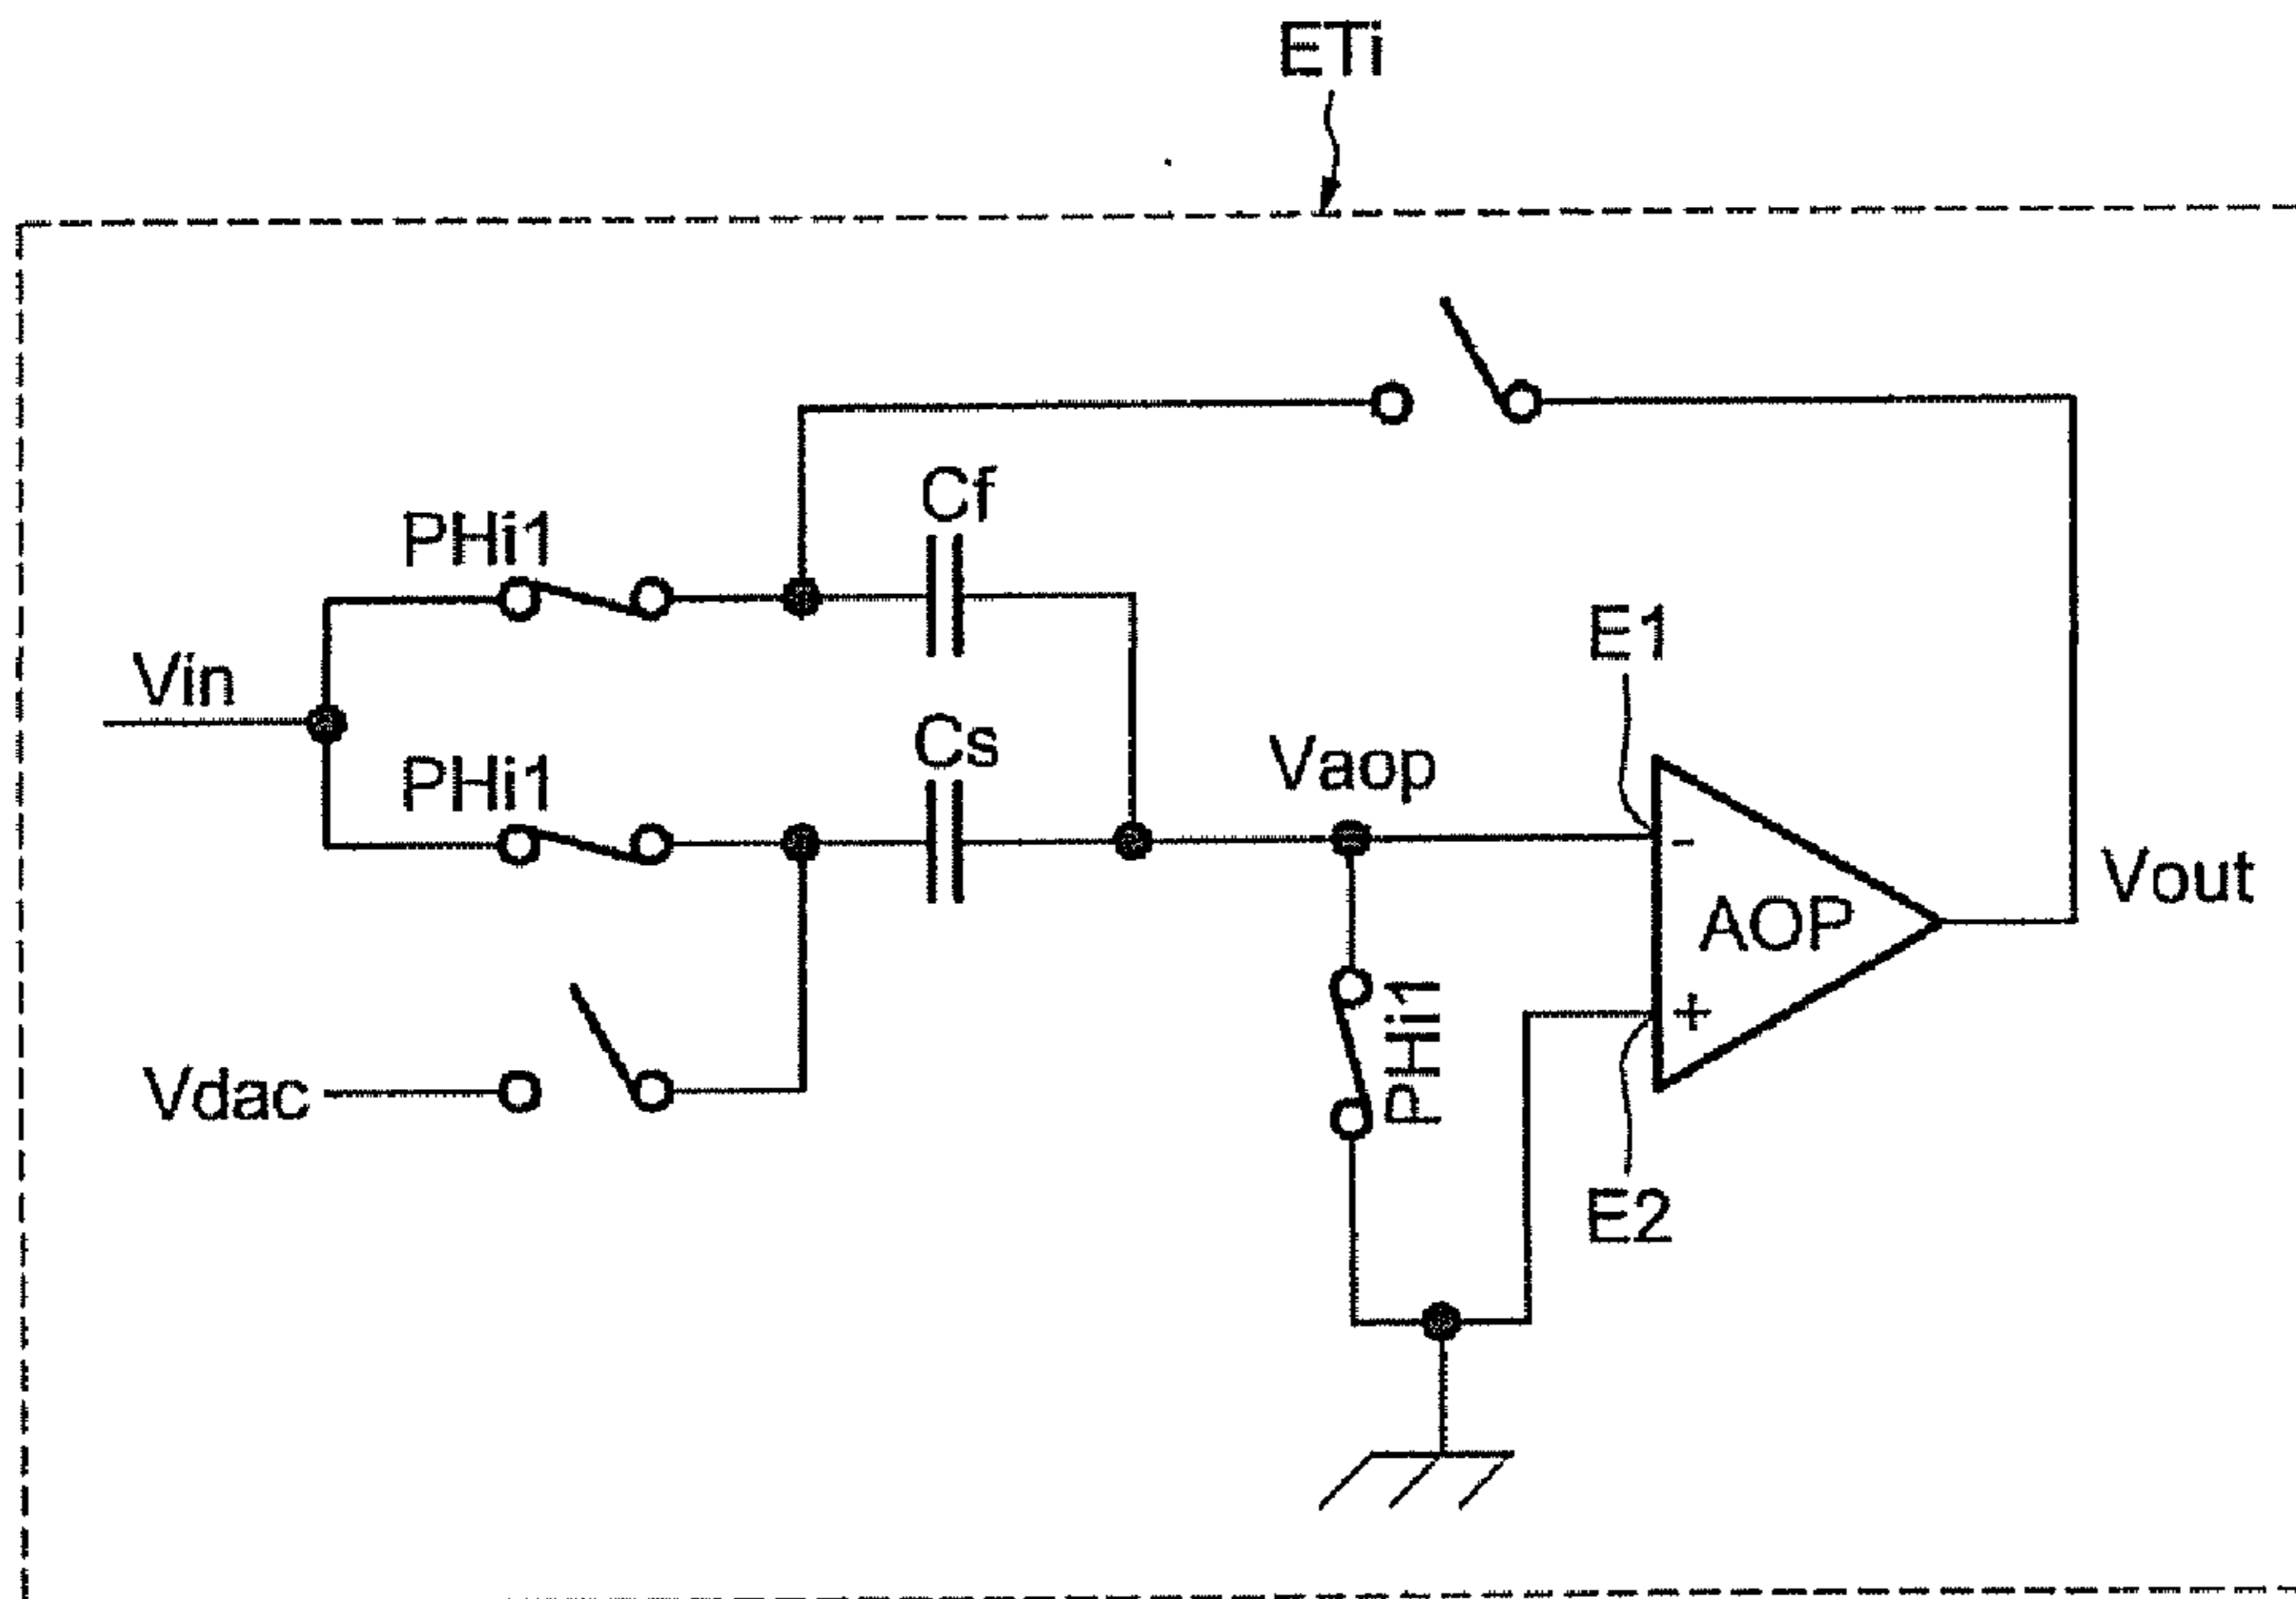 ETi
Cf
PHi1
E1
Vin
Cs
PHi1
Vaop
-
AOP
Vout
+
PHi1
Vdac
E2